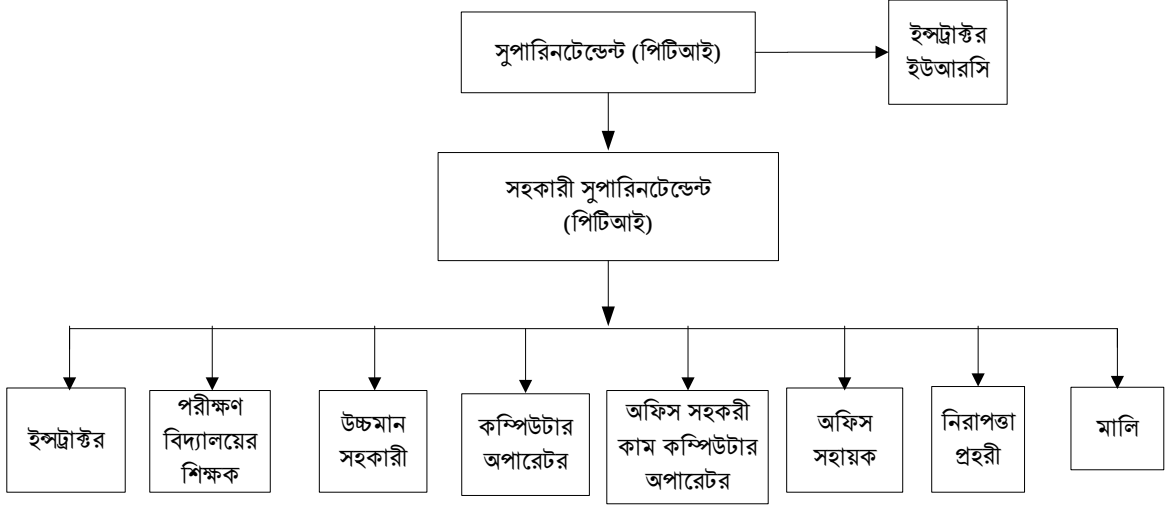 সুপারিনটেন্ডেন্ট (পিটিআই)
ইন্সট্রাক্টর
ইউআরসি
সহকারী সুপারিনটেন্ডেন্ট
(পিটিআই)
ইন্সট্রাক্টর
পরীক্ষণ
বিদ্যালয়ের
শিক্ষক
উচ্চমান
সহকারী
কম্পিউটার
অপারেটর
অফিস সহকরী
কাম কম্পিউটার
অপারেটর
অফিস
সহায়ক
নিরাপত্তা
প্রহরী
মালি